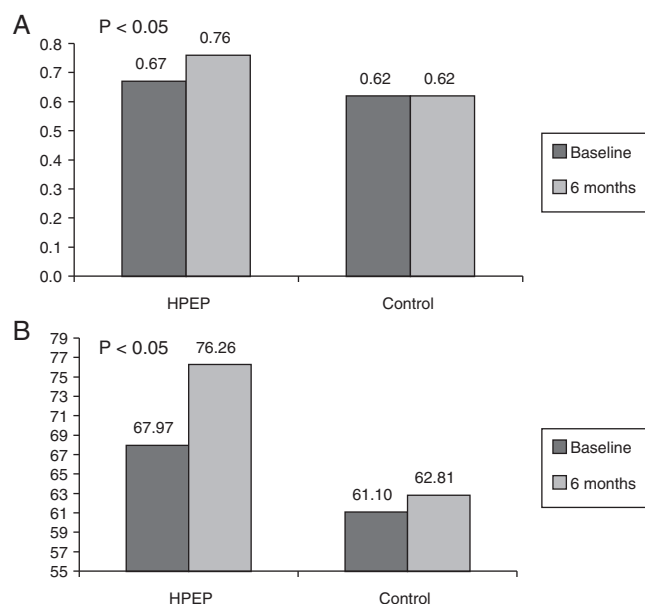 A
P < 0.05
0.8
0.7
0.6
0.5
0.4
0.3
0.2
0.1
0.0
0.67
0.76
0.62
0.62
HPEP
Control
Baseline
6 months
B
P < 0.05
79
77
75
73
71
69
67
65
63
61
59
57
55
67.97
76.26
61.10
62.81
HPEP
Control
Baseline
6 months